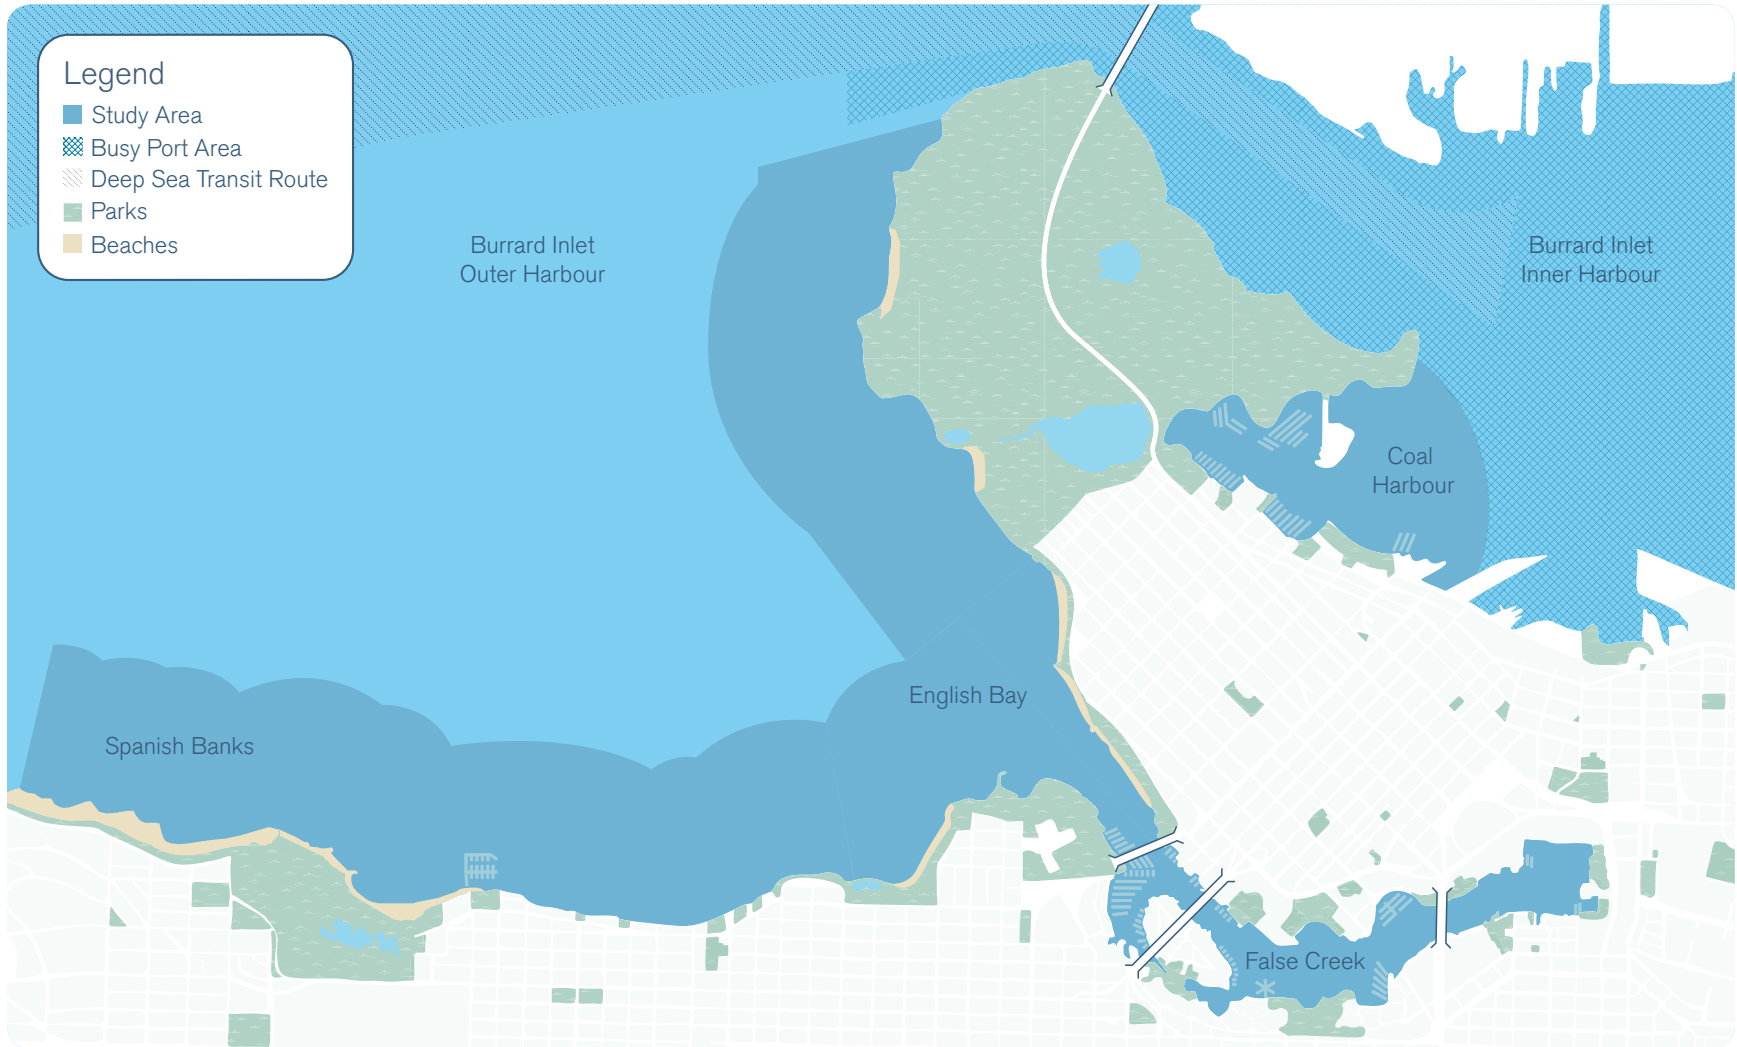 Legend
Study Area
Busy Port Area
Deep Sea Transit Route
Parks
Beaches
Burrard Inlet
Outer Harbour
Burrard Inlet
Inner Harbour
Coal
Harbour
English Bay
Spanish Banks
False Creek